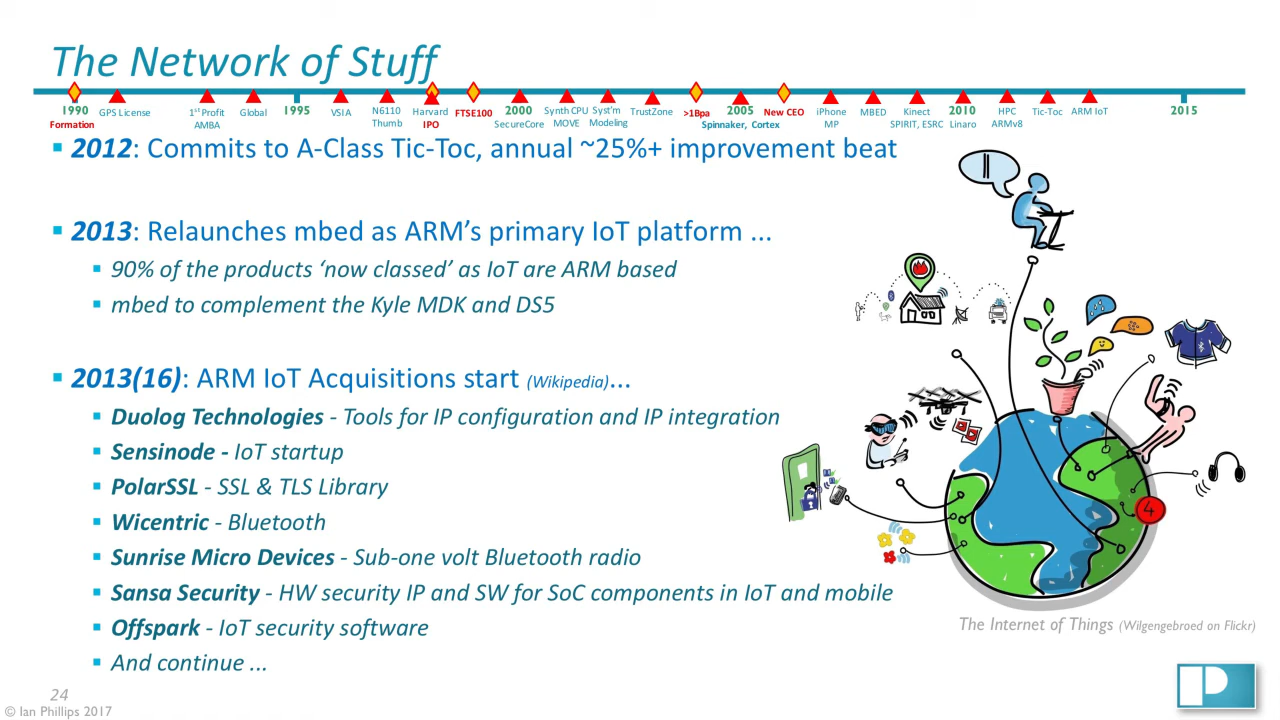 The Network of Stuff
1990 GPS License 1st Profit Global 1995 VSIA N6110 Harvard FTSE100 2000 Synth CPU Syst'm TrustZone >1Bpa 2005 New CEO iPhone MBED Kinect 2010 HPC Tic-Toc ARM IoT 2015
Formation AMBA Thumb IPO SecureCore MOVE Modeling Spinnaker, Cortex MP SPIRIT, ESRC Linaro ARMv8
2012: Commits to A-Class Tic-Toc, annual ~25%+ improvement beat
2013: Relaunches mbed as ARM’s primary IoT platform ...
90% of the products ‘now classed’ as IoT are ARM based
mbed to complement the Kyle MDK and DS5
2013(16): ARM IoT Acquisitions start (Wikipedia)...
Duolog Technologies - Tools for IP configuration and IP integration
Sensinode - IoT startup
PolarSSL - SSL & TLS Library
Wicentric - Bluetooth
Sunrise Micro Devices - Sub-one volt Bluetooth radio
Sansa Security - HW security IP and SW for SoC components in IoT and mobile
Offspark - IoT security software
And continue ...
4
The Internet of Things (Wilgengebroed on Flickr)
24
© Ian Phillips 2017
P